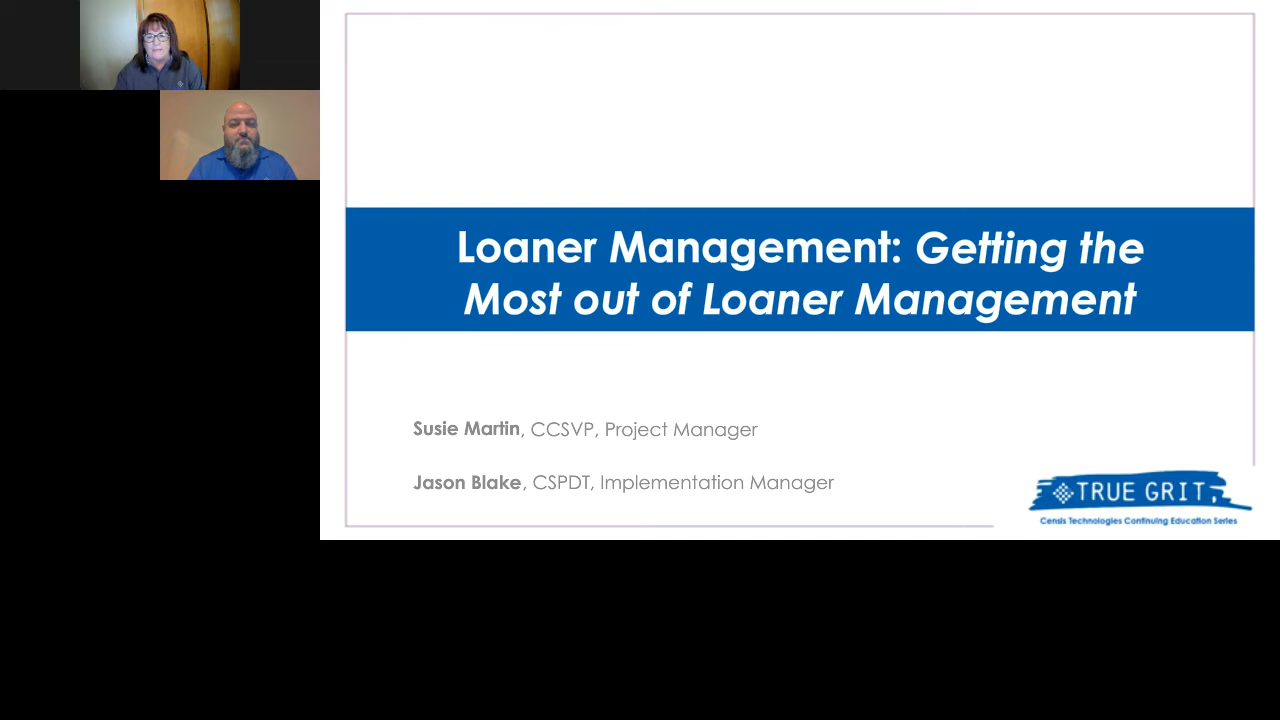 Loaner Management: Getting the
Most out of Loaner Management
Susie Martin, CCSVP, Project Manager
Jason Blake, CSPDT, Implementation Manager
TRUE GRIT
Censis Technologies Continuing Education Series